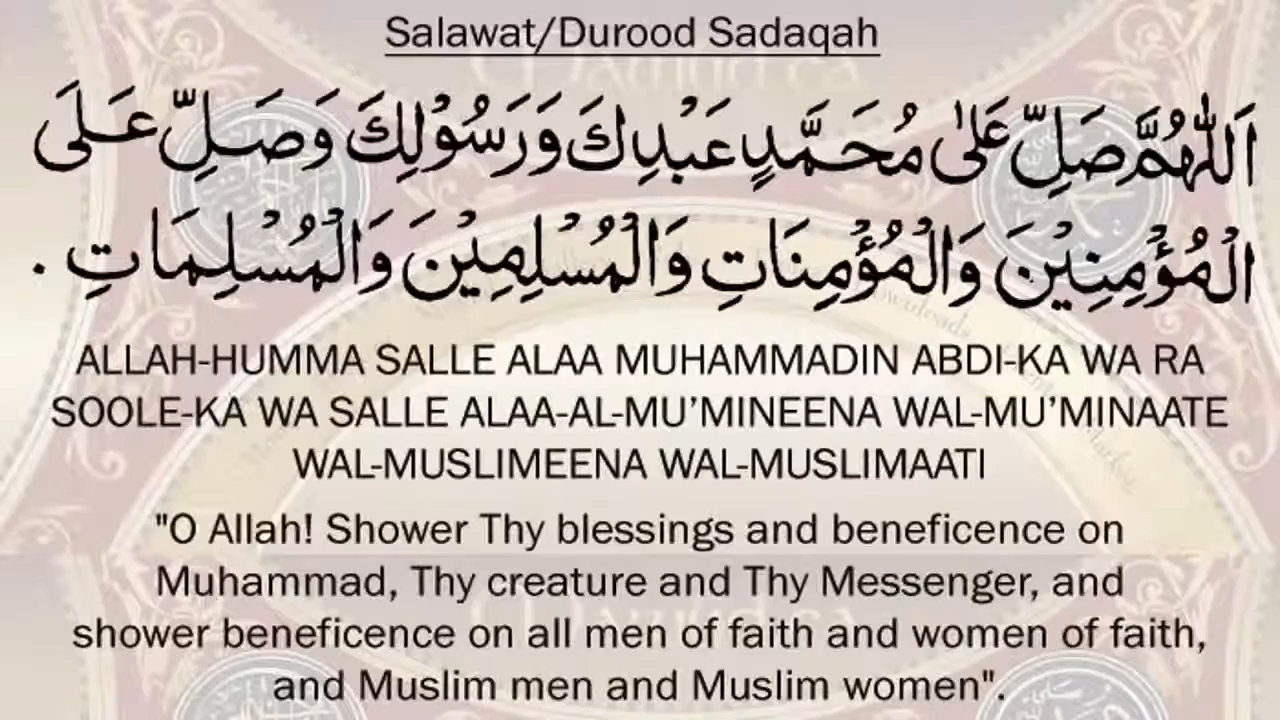 Salawat/Durood Sadaqah
اَللّٰهُمَّ صَلِّ عَلٰی مُحَمَّدٍ عَبْدِكَ وَرَسُوْلِكَ وَصَلِّ عَلَى
الْمُؤْمِنِيْنَ وَالْمُؤْمِنَاتِ وَالْمُسْلِمِيْنَ وَالْمُسْلِمَاتِ .
ALLAH-HUMMA SALLE ALAA MUHAMMADIN ABDI-KA WA RA
SOOLE-KA WA SALLE ALAA-AL-MU’MINEENA WAL-MU’MINAATE
WAL-MUSLIMEENA WAL-MUSLIMAATI
"O Allah! Shower Thy blessings and beneficence on
Muhammad, Thy creature and Thy Messenger, and
shower beneficence on all men of faith and women of faith,
and Muslim men and Muslim women".